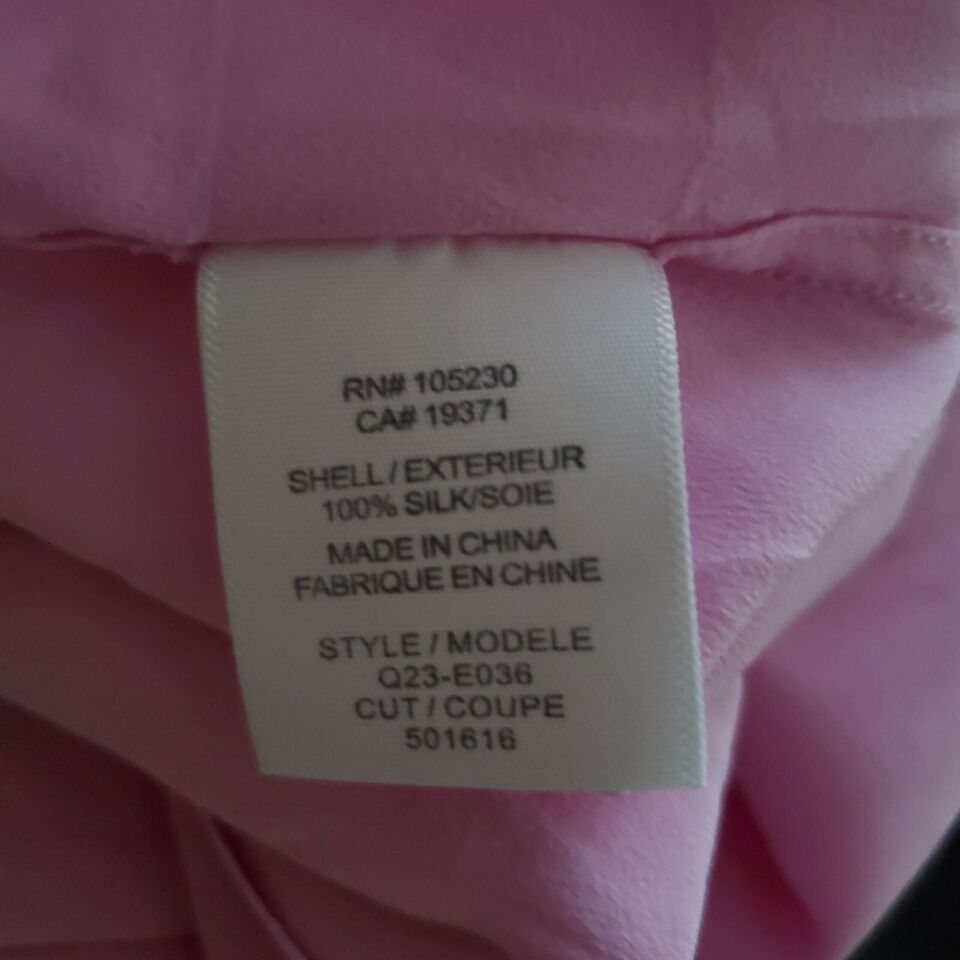 RN# 105230
CA# 19371
SHELL / EXTERIEUR
100% SILK/SOIE
MADE IN CHINA
FABRIQUE EN CHINE
STYLE / MODELE
Q23-E036
CUT / COUPE
501616